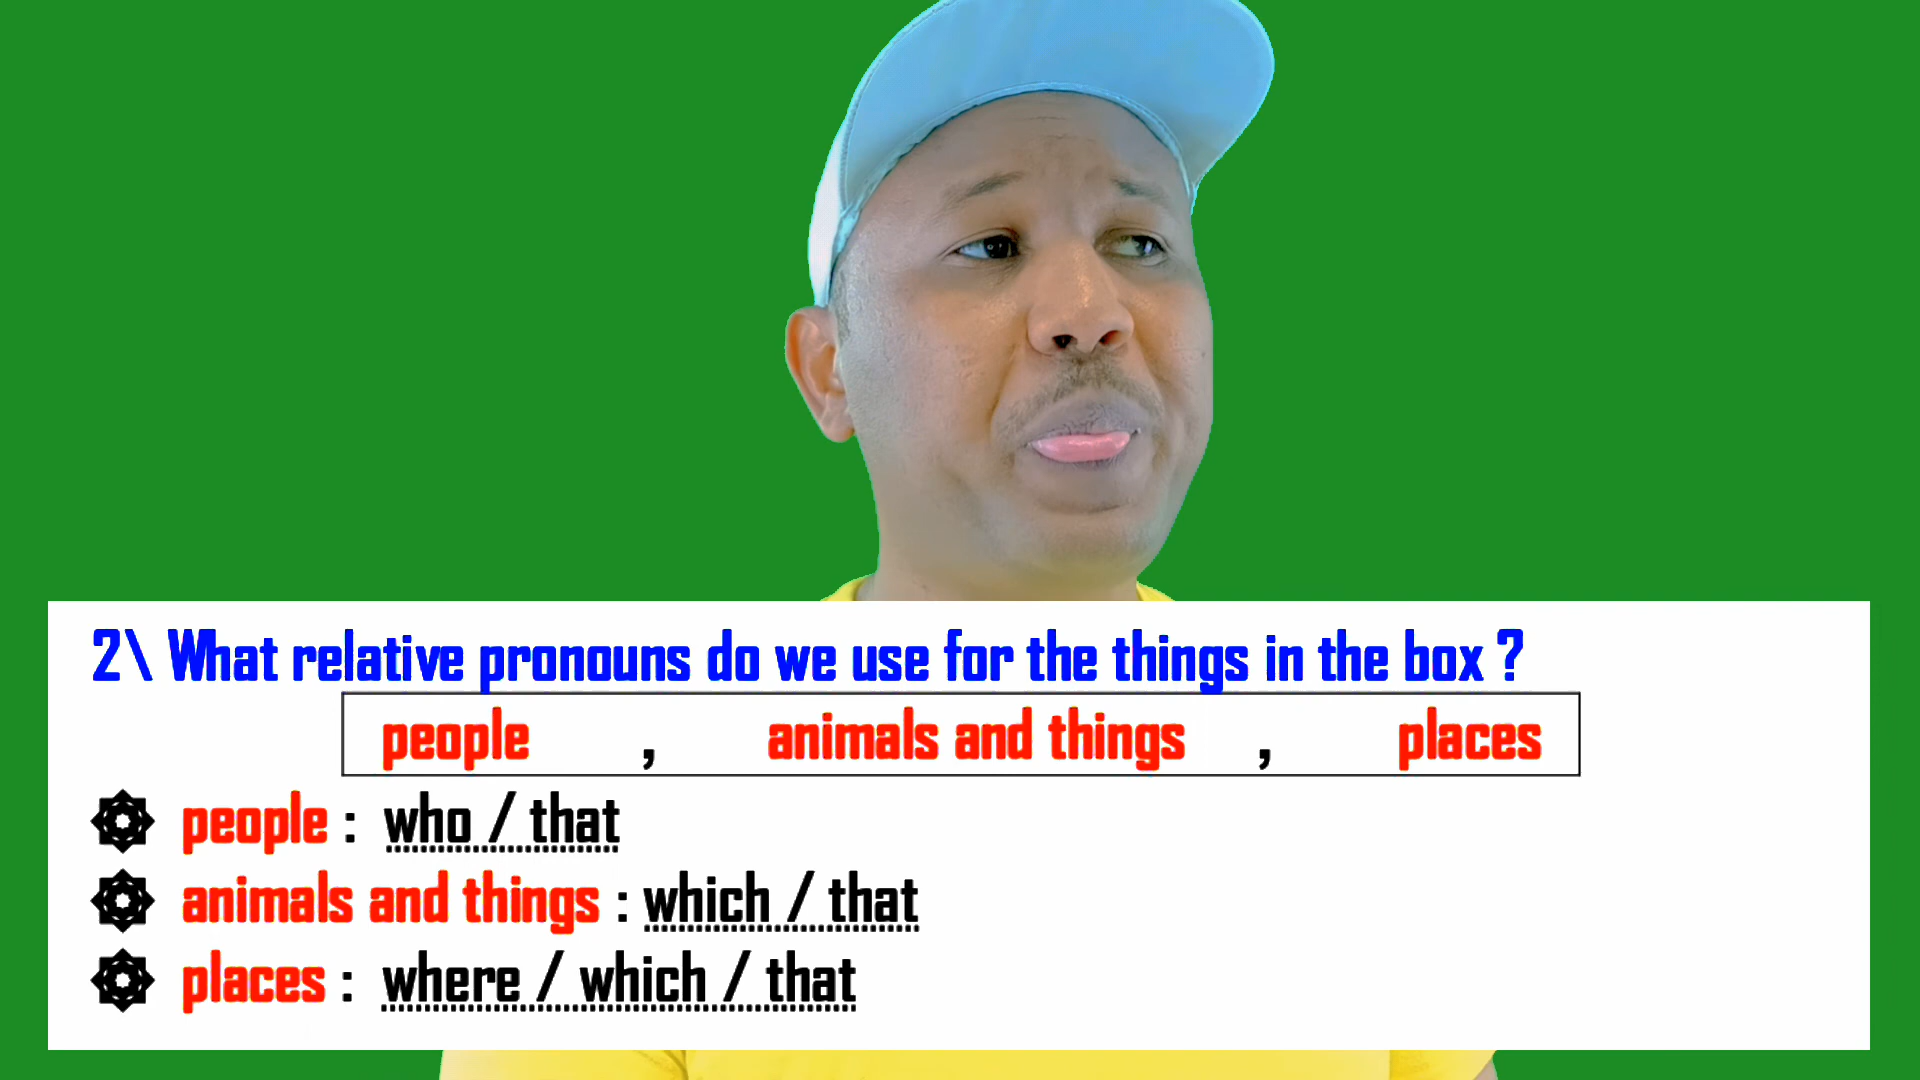 2\ What relative pronouns do we use for the things in the box ?
people , animals and things , places
people : who / that
animals and things : which / that
places : where / which / that